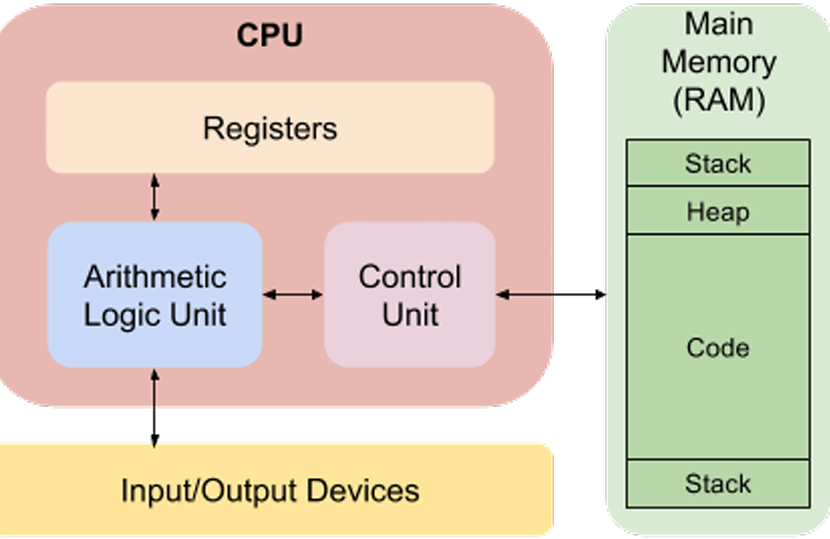 CPU
Registers
Arithmetic
Logic Unit
Control
Unit
Input/Output Devices
Main
Memory
(RAM)
Stack
Heap
Code
Stack